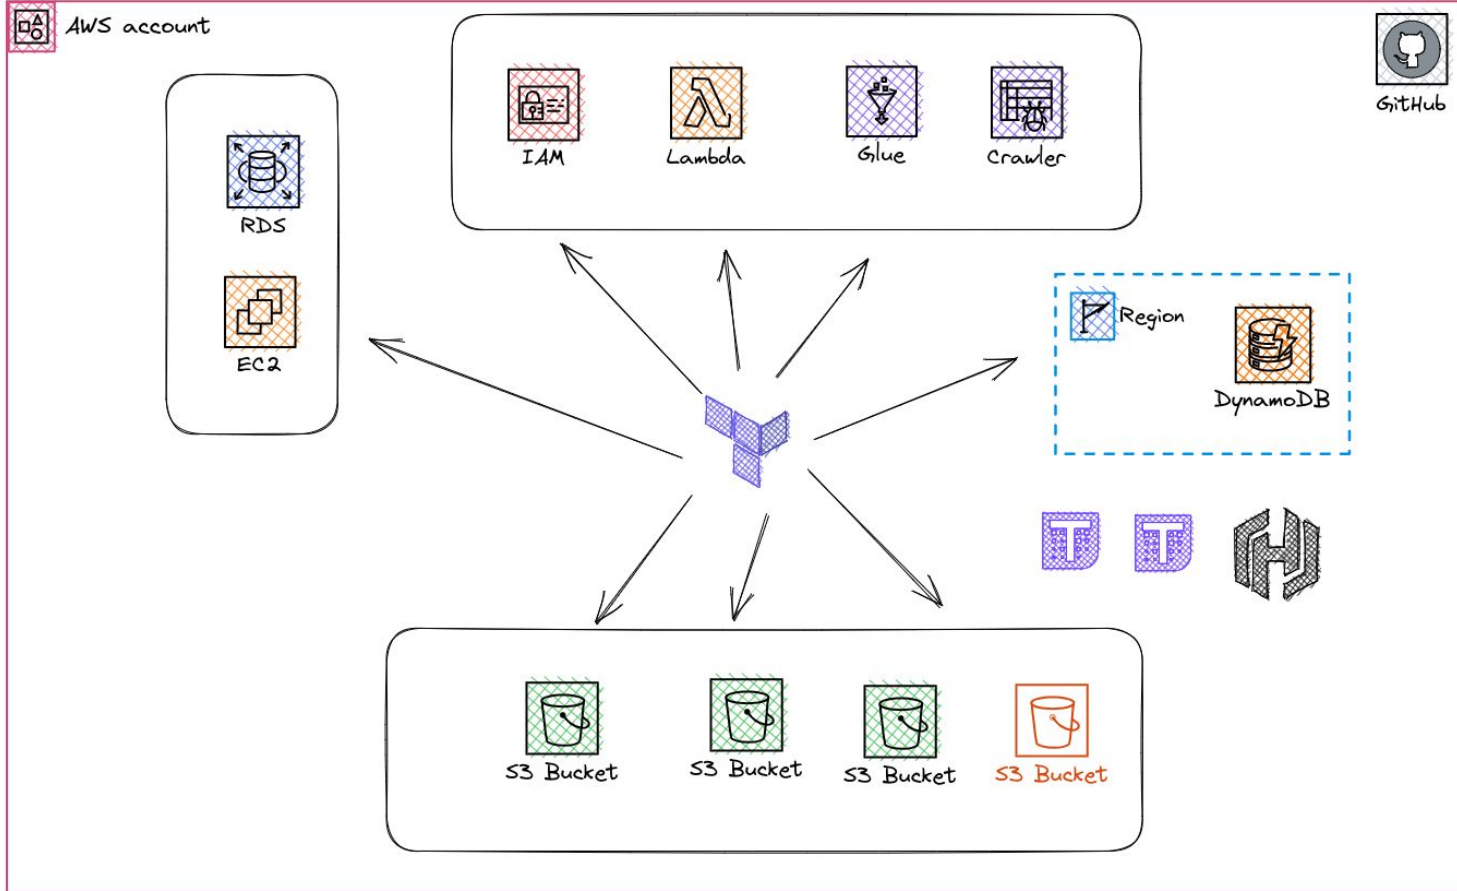 AWS account
GitHub
IAM
Lambda
Glue
Crawler
RDS
EC2
Region
DynamoDB
T
T
S3 Bucket
S3 Bucket
S3 Bucket
S3 Bucket